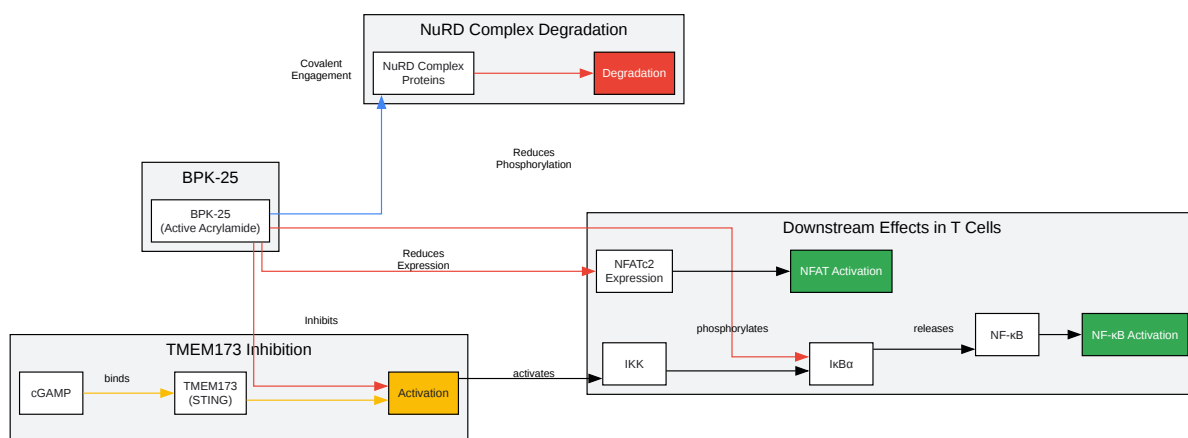 NuRD Complex Degradation
Covalent
Engagement
NuRD Complex
Proteins
Degradation
Reduces
Phosphorylation
BPK-25
BPK-25
(Active Acrylamide)
Downstream Effects in T Cells
Reduces
Expression
NFATc2
Expression
NFAT Activation
Inhibits
phosphorylates
releases
NF-κB
NF-κB Activation
TMEM173 Inhibition
binds
activates
IKK
IκBα
cGAMP
TMEM173
(STING)
Activation